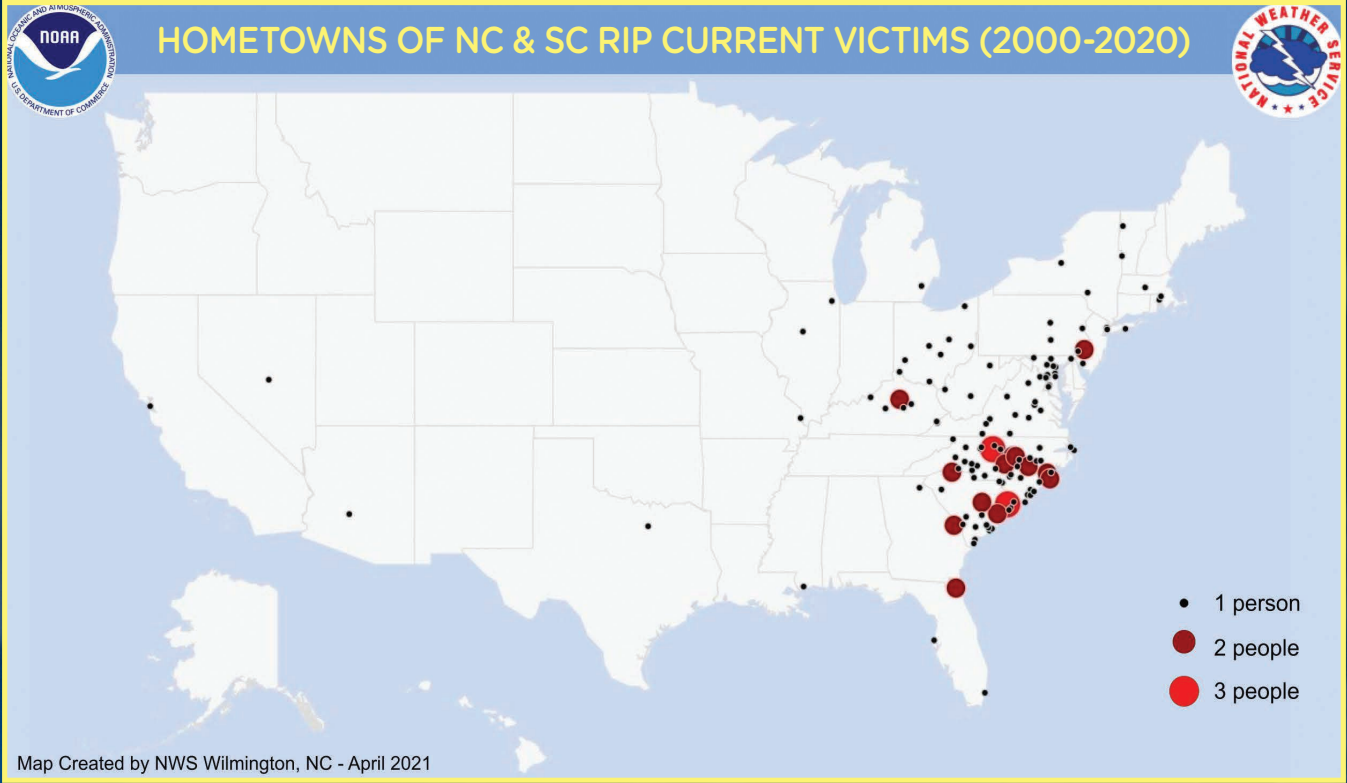 NATIONAL OCEANIC AND ATMOSPHERIC ADMINISTRATION
NOAA
U.S. DEPARTMENT OF COMMERCE
HOMETOWNS OF NC & SC RIP CURRENT VICTIMS (2000-2020)
NATIONAL WEATHER SERVICE
1 person
2 people
3 people
Map Created by NWS Wilmington, NC - April 2021